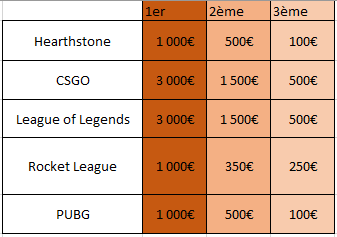 1er 2ème 3ème
Hearthstone 1 000€ 500€ 100€
CSGO 3 000€ 1 500€ 500€
League of Legends 3 000€ 1 500€ 500€
Rocket League 1 000€ 350€ 250€
PUBG 1 000€ 500€ 100€